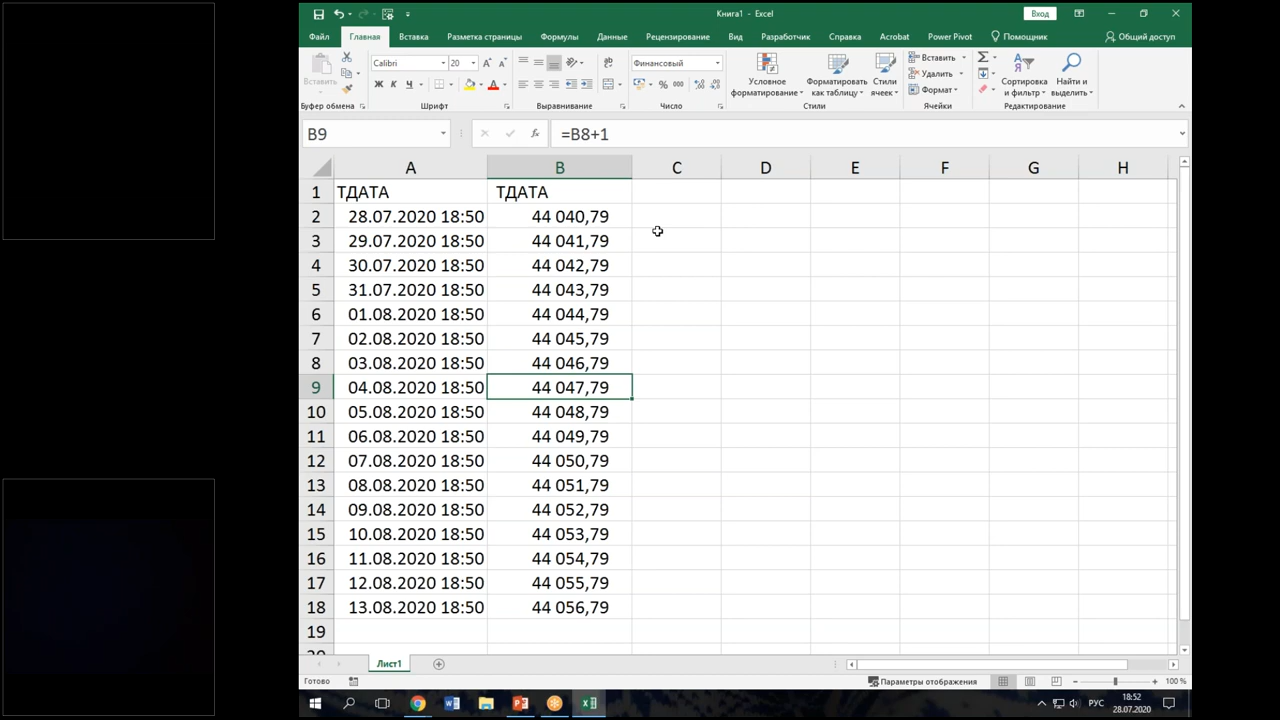 Книга1 - Excel
Вход
Файл Главная Вставка Разметка страницы Формулы Данные Рецензирование Вид Разработчик Справка Acrobat Power Pivot Помощник Общий доступ
Вставить
Calibri 20
Ж К Ч
Финансовый
% 000
Условное форматирование
Форматировать как таблицу
Стили ячеек
Вставить
Удалить
Формат
Сортировка и фильтр
Найти и выделить
Буфер обмена Шрифт Выравнивание Число Стили Ячейки Редактирование
B9 fx =B8+1
A B C D E F G H
1 ТДАТА ТДАТА
2 28.07.2020 18:50 44 040,79
3 29.07.2020 18:50 44 041,79
4 30.07.2020 18:50 44 042,79
5 31.07.2020 18:50 44 043,79
6 01.08.2020 18:50 44 044,79
7 02.08.2020 18:50 44 045,79
8 03.08.2020 18:50 44 046,79
9 04.08.2020 18:50 44 047,79
10 05.08.2020 18:50 44 048,79
11 06.08.2020 18:50 44 049,79
12 07.08.2020 18:50 44 050,79
13 08.08.2020 18:50 44 051,79
14 09.08.2020 18:50 44 052,79
15 10.08.2020 18:50 44 053,79
16 11.08.2020 18:50 44 054,79
17 12.08.2020 18:50 44 055,79
18 13.08.2020 18:50 44 056,79
19
Лист1
Готово Параметры отображения 100 %
РУС 18:52
28.07.2020